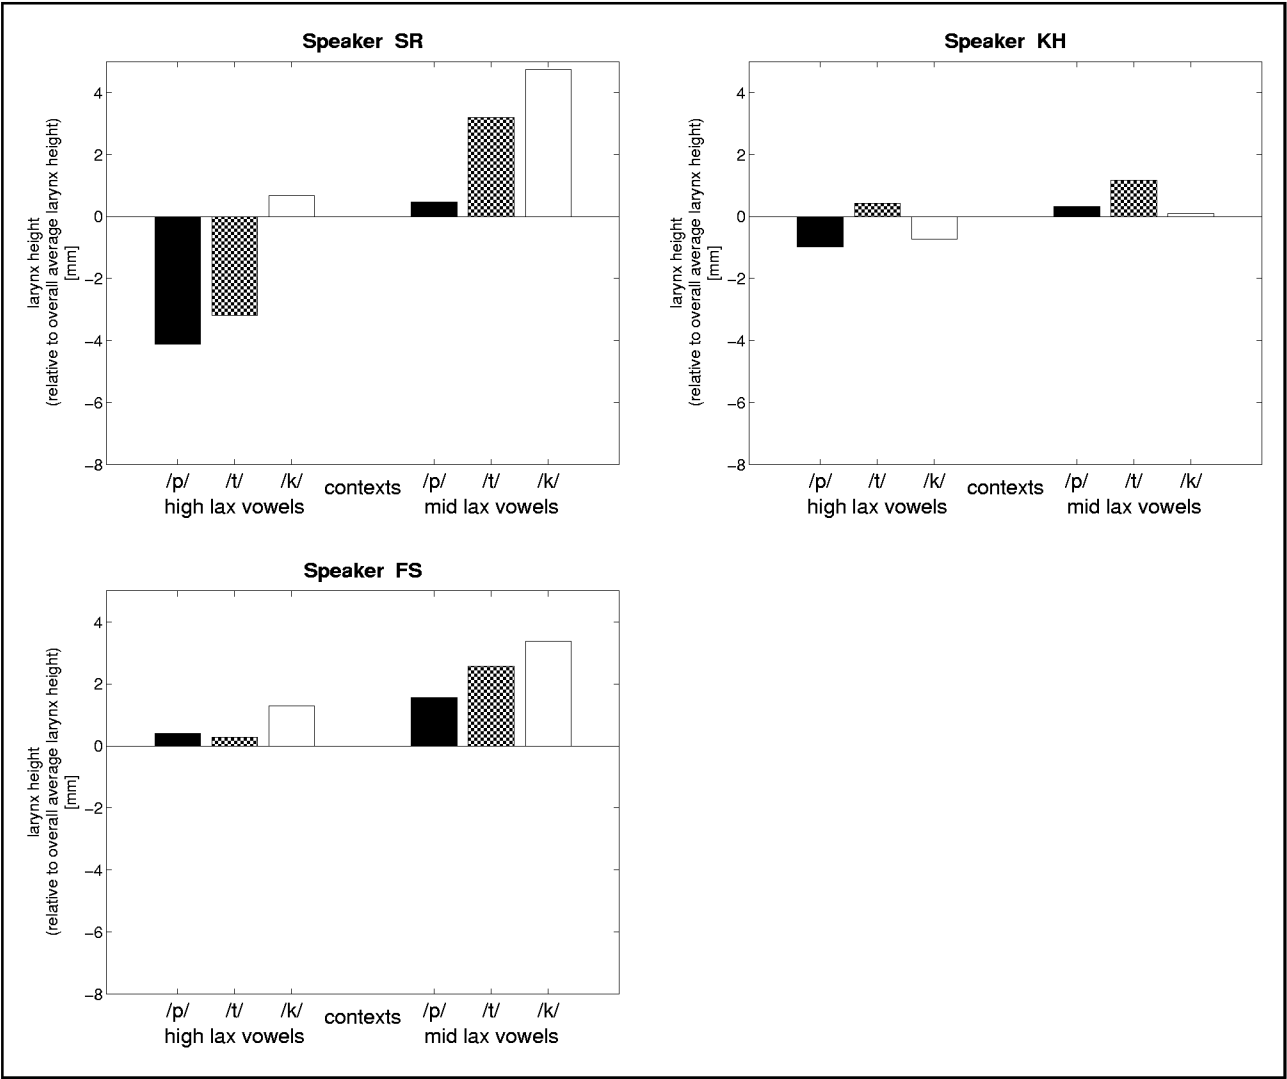 Speaker SR
larynx height
(relative to overall average larynx height)
[mm]
4
2
0
−2
−4
−6
−8
/p/ /t/ /k/ contexts /p/ /t/ /k/
high lax vowels mid lax vowels
Speaker KH
larynx height
(relative to overall average larynx height)
[mm]
4
2
0
−2
−4
−6
−8
/p/ /t/ /k/ contexts /p/ /t/ /k/
high lax vowels mid lax vowels
Speaker FS
larynx height
(relative to overall average larynx height)
[mm]
4
2
0
−2
−4
−6
−8
/p/ /t/ /k/ contexts /p/ /t/ /k/
high lax vowels mid lax vowels